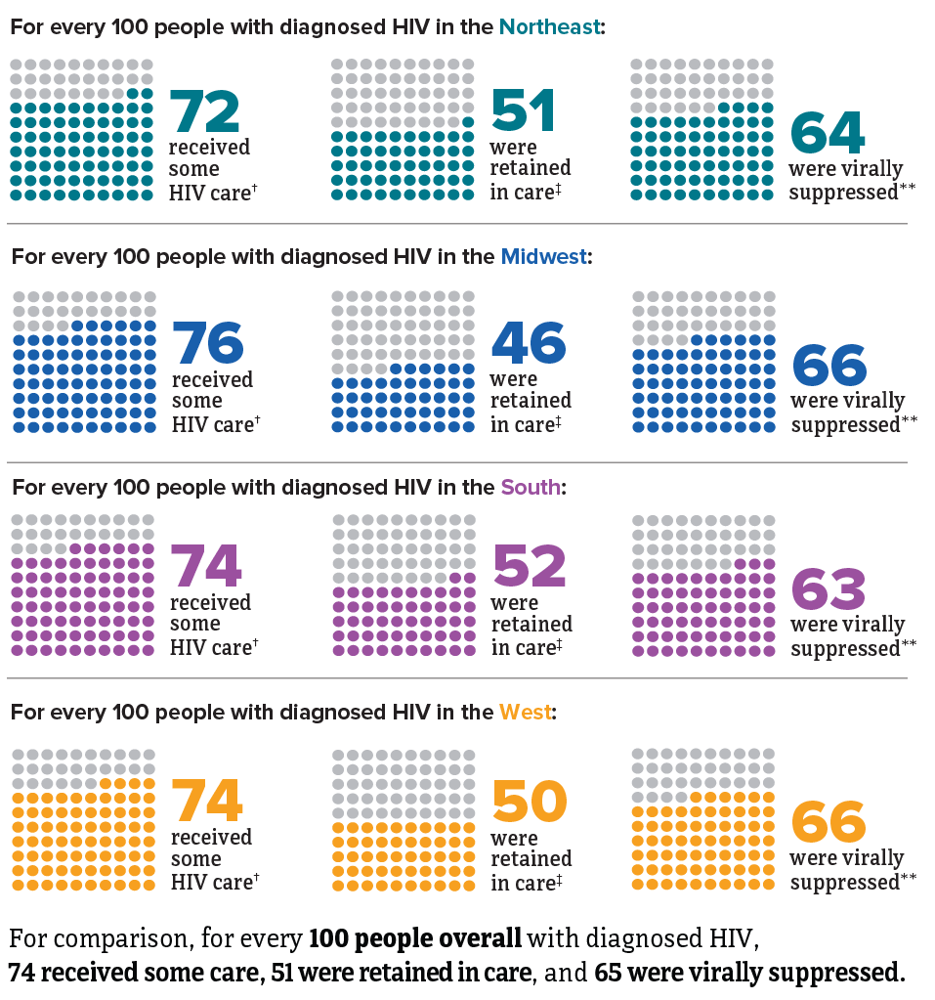 For every 100 people with diagnosed HIV in the Northeast:
72
received
some
HIV care†
51
were
retained
in care‡
64
were virally
suppressed**
For every 100 people with diagnosed HIV in the Midwest:
76
received
some
HIV care†
46
were
retained
in care‡
66
were virally
suppressed**
For every 100 people with diagnosed HIV in the South:
74
received
some
HIV care†
52
were
retained
in care‡
63
were virally
suppressed**
For every 100 people with diagnosed HIV in the West:
74
received
some
HIV care†
50
were
retained
in care‡
66
were virally
suppressed**
For comparison, for every 100 people overall with diagnosed HIV,
74 received some care, 51 were retained in care, and 65 were virally suppressed.